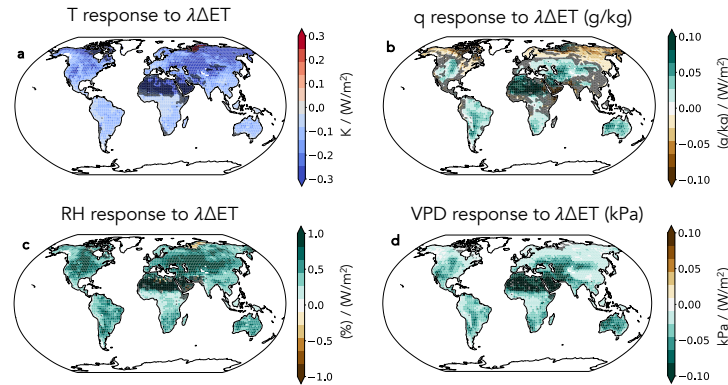 T response to λΔET
q response to λΔET (g/kg)
a
0.3
0.2
0.1
0.0
−0.1
−0.2
−0.3
K / (W/m²)
b
0.10
0.05
0.00
−0.05
−0.10
(g/kg) / (W/m²)
RH response to λΔET
VPD response to λΔET (kPa)
c
1.0
0.5
0.0
−0.5
−1.0
(%) / (W/m²)
d
0.10
0.05
0.00
−0.05
−0.10
kPa / (W/m²)